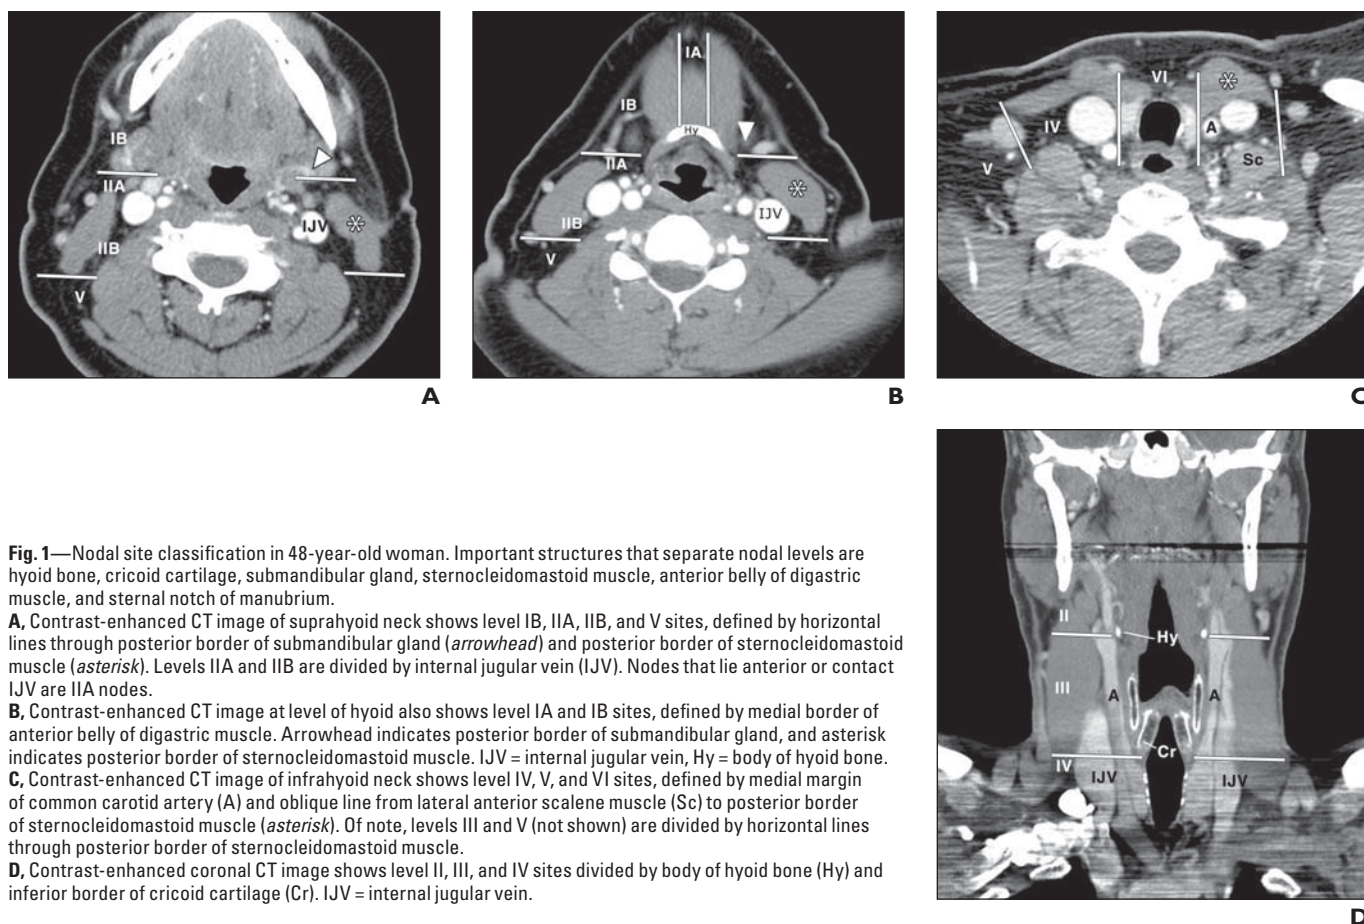 IB
IIA
IIB
V
IJV
*
A
IA
IB
Hy
IIA
IIB
V
IJV
*
B
VI
*
IV
A
V
Sc
C
II
Hy
III
A
A
Cr
IV
IJV
IJV
D
Fig. 1—Nodal site classification in 48-year-old woman. Important structures that separate nodal levels are
hyoid bone, cricoid cartilage, submandibular gland, sternocleidomastoid muscle, anterior belly of digastric
muscle, and sternal notch of manubrium.
A, Contrast-enhanced CT image of suprahyoid neck shows level IB, IIA, IIB, and V sites, defined by horizontal
lines through posterior border of submandibular gland (arrowhead) and posterior border of sternocleidomastoid
muscle (asterisk). Levels IIA and IIB are divided by internal jugular vein (IJV). Nodes that lie anterior or contact
IJV are IIA nodes.
B, Contrast-enhanced CT image at level of hyoid also shows level IA and IB sites, defined by medial border of
anterior belly of digastric muscle. Arrowhead indicates posterior border of submandibular gland, and asterisk
indicates posterior border of sternocleidomastoid muscle. IJV = internal jugular vein, Hy = body of hyoid bone.
C, Contrast-enhanced CT image of infrahyoid neck shows level IV, V, and VI sites, defined by medial margin
of common carotid artery (A) and oblique line from lateral anterior scalene muscle (Sc) to posterior border
of sternocleidomastoid muscle (asterisk). Of note, levels III and V (not shown) are divided by horizontal lines
through posterior border of sternocleidomastoid muscle.
D, Contrast-enhanced coronal CT image shows level II, III, and IV sites divided by body of hyoid bone (Hy) and
inferior border of cricoid cartilage (Cr). IJV = internal jugular vein.